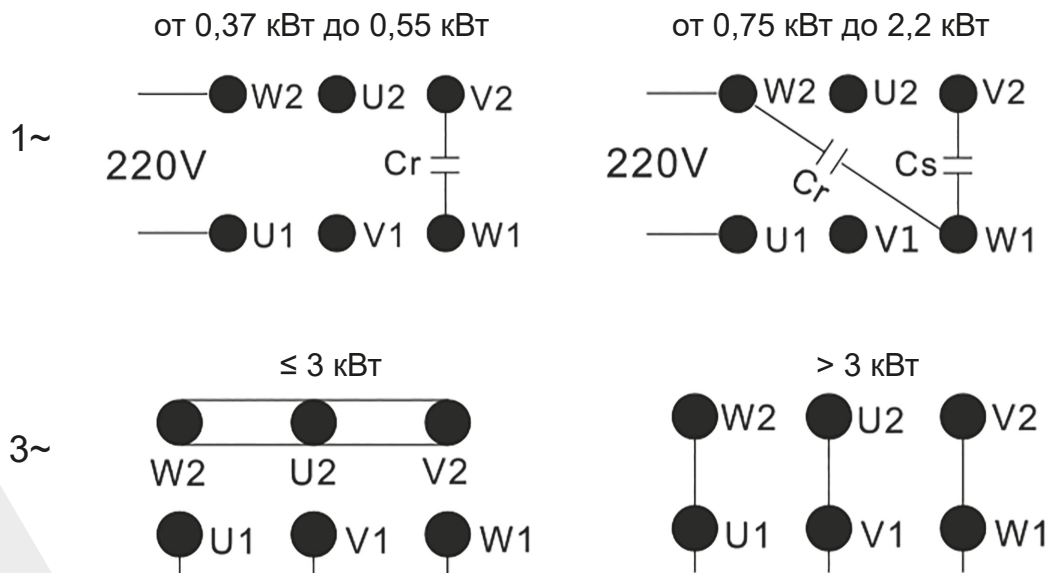 от 0,37 кВт до 0,55 кВт
от 0,75 кВт до 2,2 кВт
1~
W2 U2 V2
220V Cr
U1 V1 W1
W2 U2 V2
220V Cr Cs
U1 V1 W1
3~
≤ 3 кВт
W2 U2 V2
U1 V1 W1
> 3 кВт
W2 U2 V2
U1 V1 W1